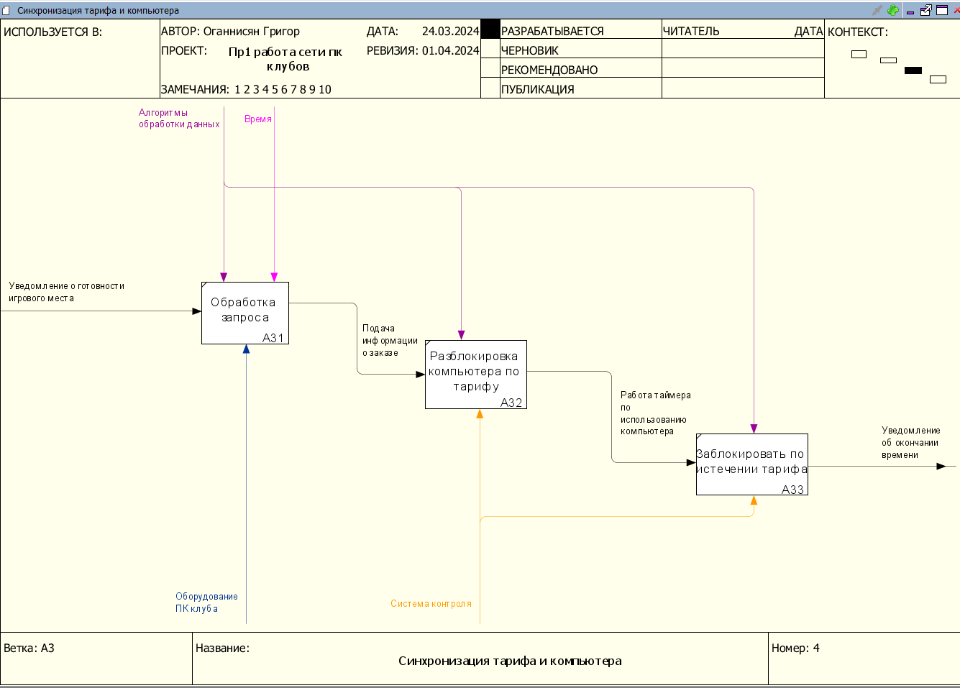 Синхронизация тарифа и компьютера
ИСПОЛЬЗУЕТСЯ В:
АВТОР: Оганнисян Григор
ДАТА: 24.03.2024
РАЗРАБАТЫВАЕТСЯ
ЧИТАТЕЛЬ
ДАТА
КОНТЕКСТ:
ПРОЕКТ: Пр1 работа сети пк
клубов
РЕВИЗИЯ: 01.04.2024
ЧЕРНОВИК
РЕКОМЕНДОВАНО
ЗАМЕЧАНИЯ: 1 2 3 4 5 6 7 8 9 10
ПУБЛИКАЦИЯ
Алгоритмы
обработки данных
Время
Уведомление о готовности
игрового места
Обработка
запроса
A31
Подача
информации
о заказе
Разблокировка
компьютера по
тарифу
A32
Работа таймера
по
использованию
компьютера
Заблокировать по
истечении тарифа
A33
Уведомление
об окончании
времени
Оборудование
ПК клуба
Система контроля
Ветка: A3
Название:
Синхронизация тарифа и компьютера
Номер: 4